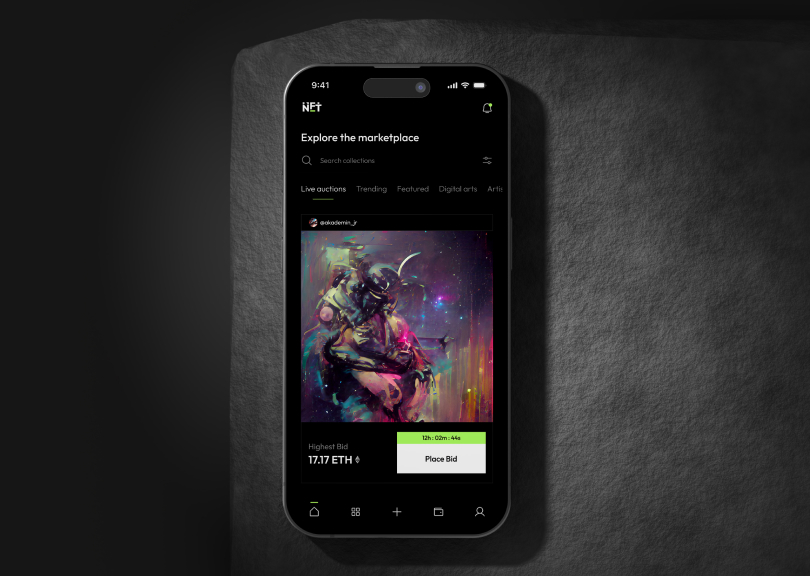 9:41
NFT
Explore the marketplace
Search collections
Live auctions Trending Featured Digital arts Artis
@akademin_jr
Highest Bid
17.17 ETH
12h : 02m : 44s
Place Bid